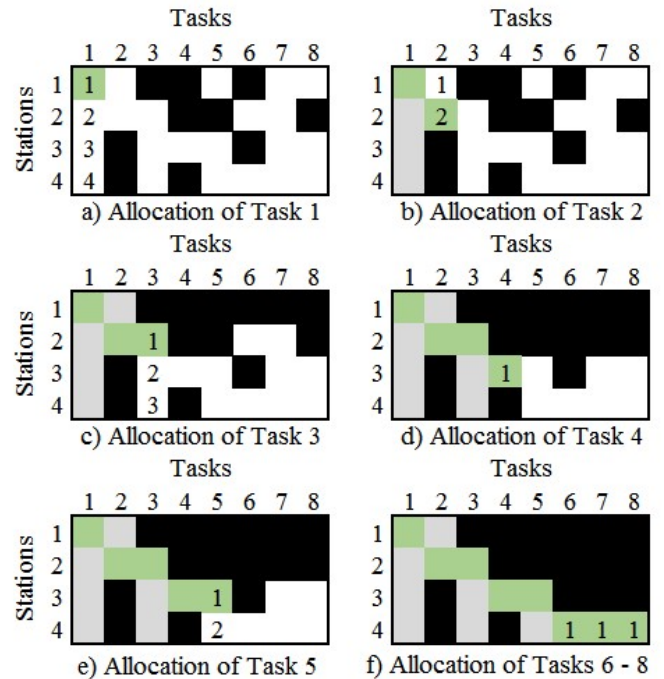 Tasks Tasks
1 2 3 4 5 6 7 8 1 2 3 4 5 6 7 8
Stations
1 1 1 1
2 2 2 2
3 3 3
4 4 4
a) Allocation of Task 1 b) Allocation of Task 2
Tasks Tasks
1 2 3 4 5 6 7 8 1 2 3 4 5 6 7 8
Stations
1 1
2 1 2
3 2 3 1
4 3 4
c) Allocation of Task 3 d) Allocation of Task 4
Tasks Tasks
1 2 3 4 5 6 7 8 1 2 3 4 5 6 7 8
Stations
1 1
2 2
3 1 3
4 2 4 1 1 1
e) Allocation of Task 5 f) Allocation of Tasks 6 - 8